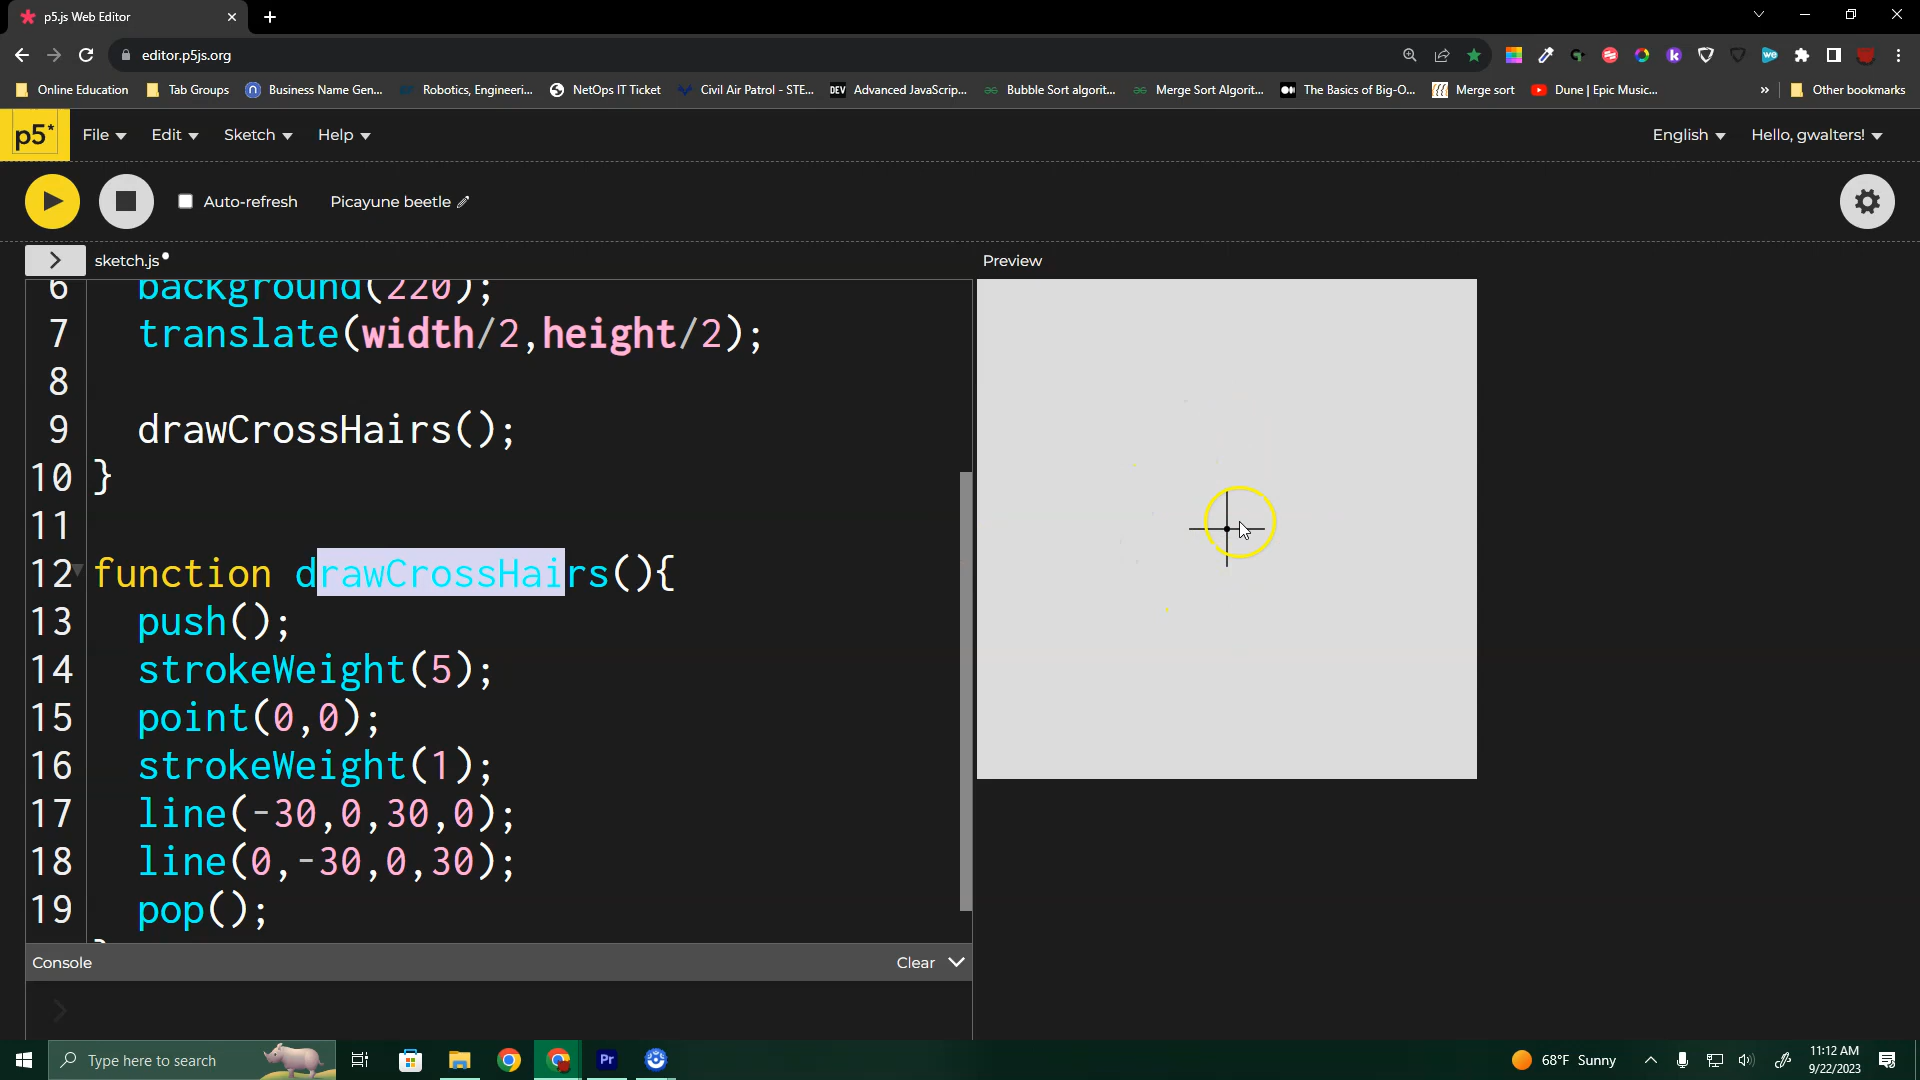 p5.js Web Editor
editor.p5js.org
Online Education
Tab Groups
Business Name Gen...
Robotics, Engineeri...
NetOps IT Ticket
Civil Air Patrol - STE...
DEV
Advanced JavaScrip...
Bubble Sort algorit...
Merge Sort Algorit...
The Basics of Big-O...
Merge sort
Dune | Epic Music...
»
Other bookmarks
p5*
File
Edit
Sketch
Help
English
Hello, gwalters!
Auto-refresh
Picayune beetle
sketch.js
Preview
6 background(220);
7 translate(width/2,height/2);
8
9 drawCrossHairs();
10 }
11
12 function drawCrossHairs(){
13 push();
14 strokeWeight(5);
15 point(0,0);
16 strokeWeight(1);
17 line(-30,0,30,0);
18 line(0,-30,0,30);
19 pop();
Console
Clear
Type here to search
Pr
68°F Sunny
11:12 AM
9/22/2023